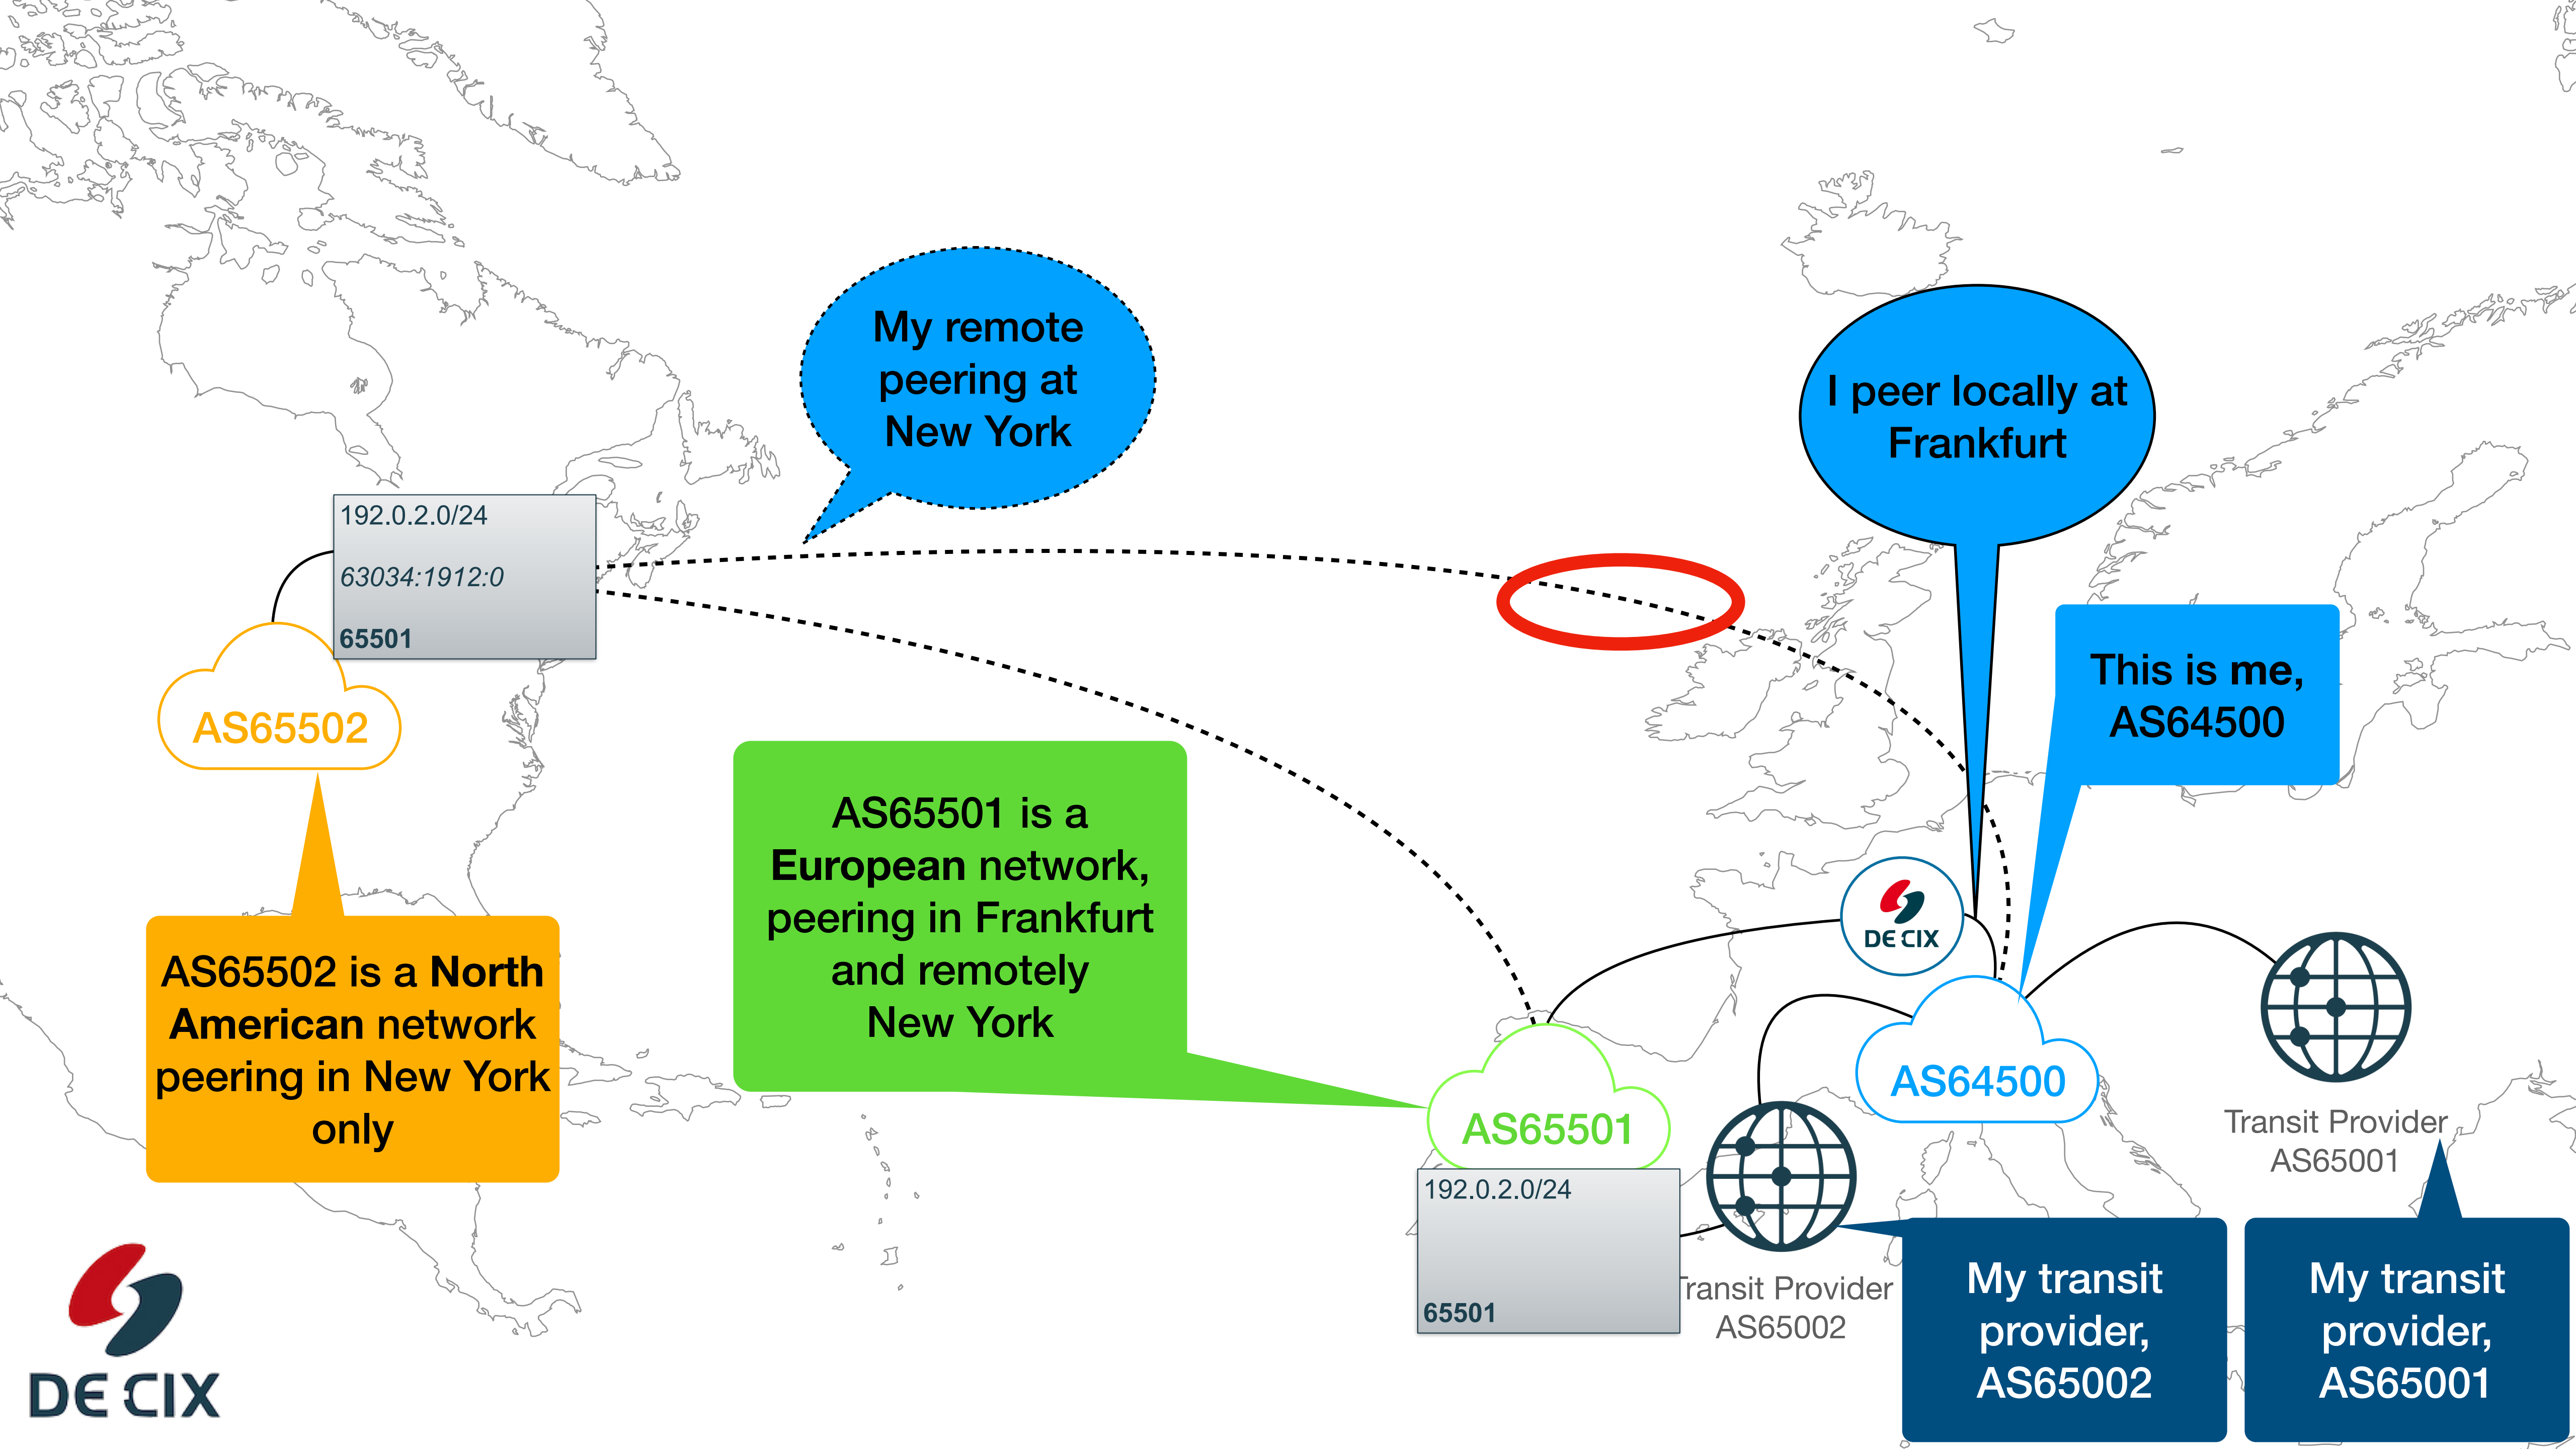 My remote
peering at
New York
I peer locally at
Frankfurt
192.0.2.0/24
63034:1912:0
65501
This is me,
AS64500
AS65502
AS65501 is a
European network,
peering in Frankfurt
and remotely
New York
DE CIX
AS65502 is a North
American network
peering in New York
only
AS65501
AS64500
Transit Provider
AS65001
192.0.2.0/24
65501
Transit Provider
AS65002
My transit
provider,
AS65002
My transit
provider,
AS65001
DE CIX